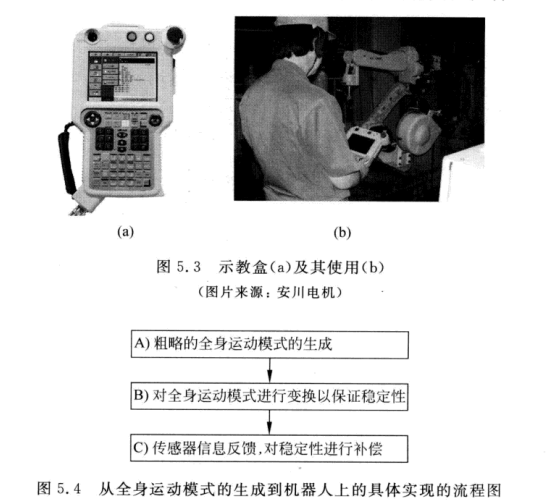 (a)
(b)
图 5.3 示教盒(a)及其使用(b)
(图片来源：安川电机)
A) 粗略的全身运动模式的生成
B) 对全身运动模式进行变换以保证稳定性
C) 传感器信息反馈,对稳定性进行补偿
图 5.4 从全身运动模式的生成到机器人上的具体实现的流程图